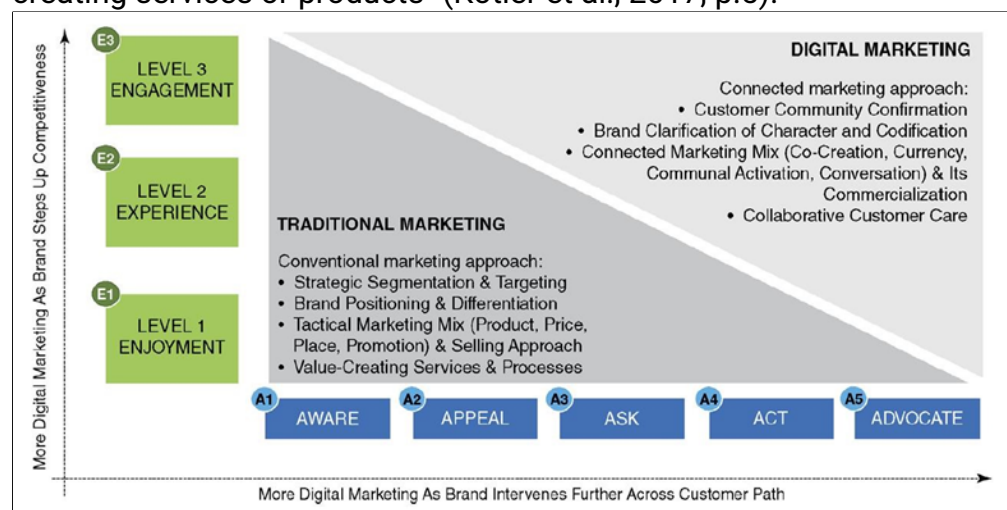 creating services or products” (Kotler et all., 2017, p.6).
More Digital Marketing As Brand Steps Up Competitiveness
E3
LEVEL 3
ENGAGEMENT
E2
LEVEL 2
EXPERIENCE
E1
LEVEL 1
ENJOYMENT
DIGITAL MARKETING
Connected marketing approach:
• Customer Community Confirmation
• Brand Clarification of Character and Codification
• Connected Marketing Mix (Co-Creation, Currency,
Communal Activation, Conversation) & Its
Commercialization
• Collaborative Customer Care
TRADITIONAL MARKETING
Conventional marketing approach:
• Strategic Segmentation & Targeting
• Brand Positioning & Differentiation
• Tactical Marketing Mix (Product, Price,
Place, Promotion) & Selling Approach
• Value-Creating Services & Processes
A1
AWARE
A2
APPEAL
A3
ASK
A4
ACT
A5
ADVOCATE
More Digital Marketing As Brand Intervenes Further Across Customer Path